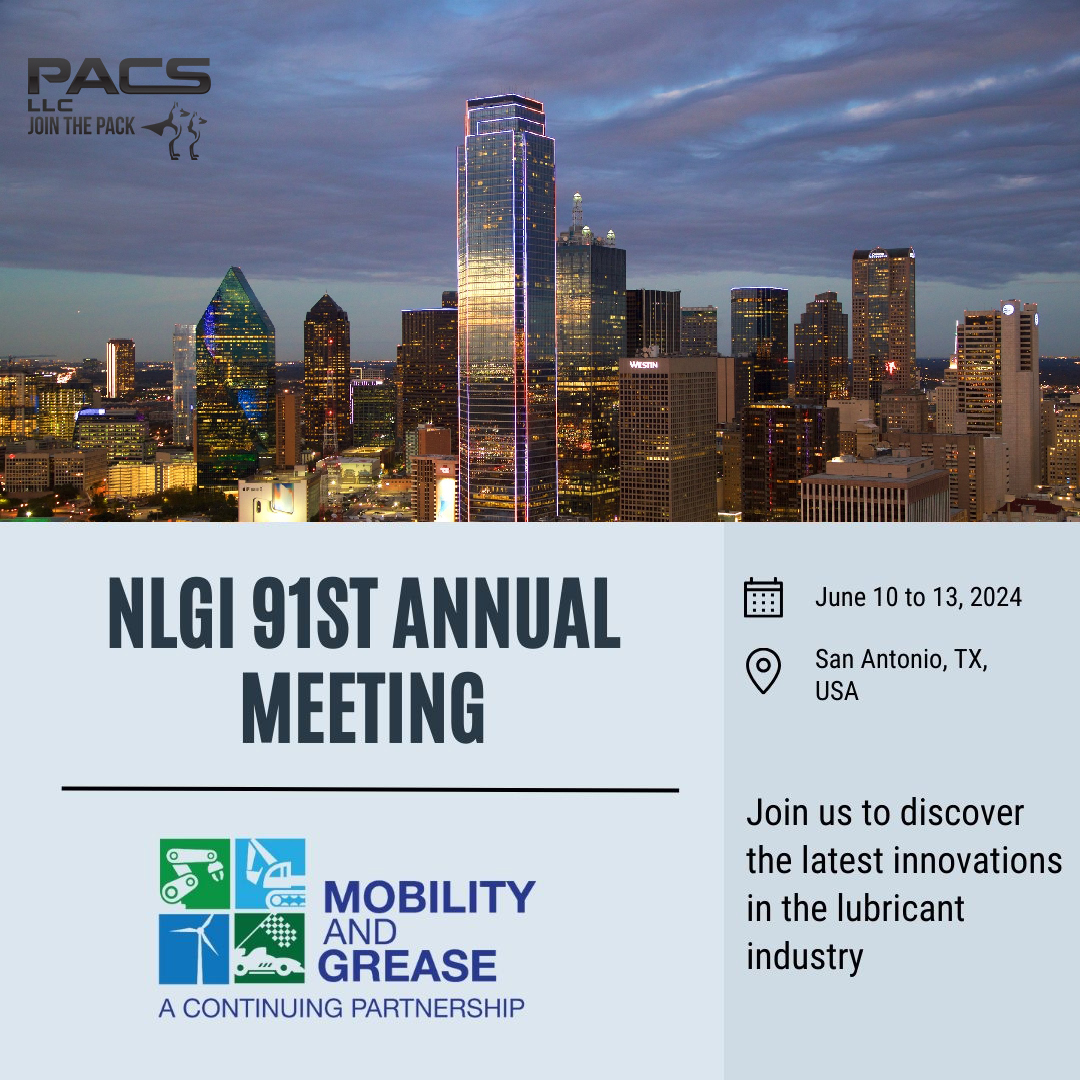 PACS
LLC
JOIN THE PACK
WESTIN
NLGI 91ST ANNUAL
MEETING
June 10 to 13, 2024
San Antonio, TX,
USA
Join us to discover
the latest innovations
in the lubricant
industry
MOBILITY
AND
GREASE
A CONTINUING PARTNERSHIP